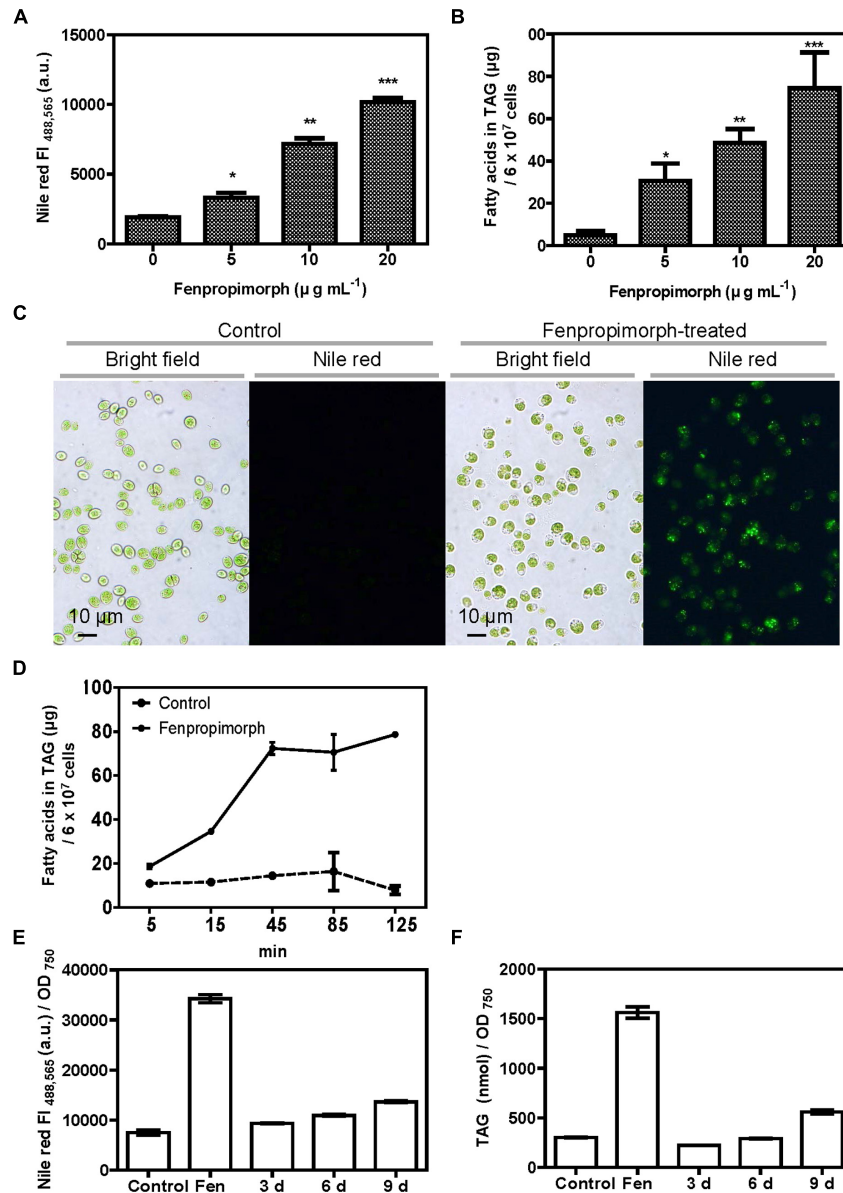 A
15000
10000
5000
0
Nile red FI 488,565 (a.u.)
*
**
***
0 5 10 20
Fenpropimorph (µ g mL-1)
B
00
80
60
40
20
00
Fatty acids in TAG (µg)
/ 6 x 10^7 cells
*
**
***
0 5 10 20
Fenpropimorph (µ g mL-1)
C
Control
Fenpropimorph-treated
Bright field
Nile red
Bright field
Nile red
10 µm
10 µm
D
100
80
60
40
20
0
Fatty acids in TAG (µg)
/ 6 x 10^7 cells
Control
Fenpropimorph
5 15 45 85 125
min
E
40000
30000
20000
10000
0
Nile red FI 488,565 (a.u.) / OD 750
Control Fen 3 d 6 d 9 d
F
2000
1500
1000
500
0
TAG (nmol) / OD 750
Control Fen 3 d 6 d 9 d